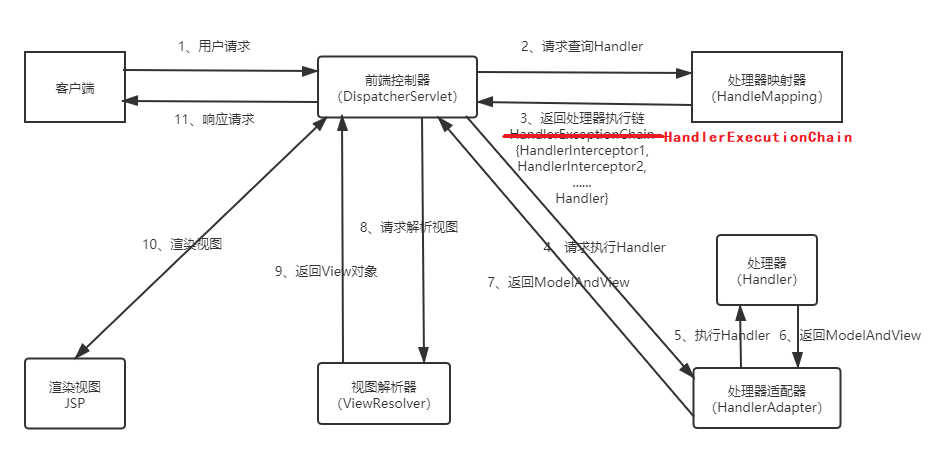 1、用户请求
2、请求查询Handler
客户端
前端控制器
（DispatcherServlet）
处理器映射器
（HandleMapping）
11、响应请求
3、返回处理器执行链
HandlerExceptionChain
HandlerExecutionChain
{HandlerInterceptor1,
HandlerInterceptor2,
......
Handler}
8、请求解析视图
10、渲染视图
4、请求执行Handler
9、返回View对象
7、返回ModelAndView
处理器
（Handler）
5、执行Handler
6、返回ModelAndView
渲染视图
JSP
视图解析器
（ViewResolver）
处理器适配器
（HandlerAdapter）